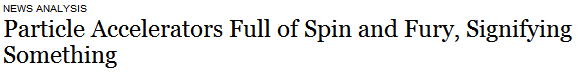 NEWS ANALYSIS
Particle Accelerators Full of Spin and Fury, Signifying
Something